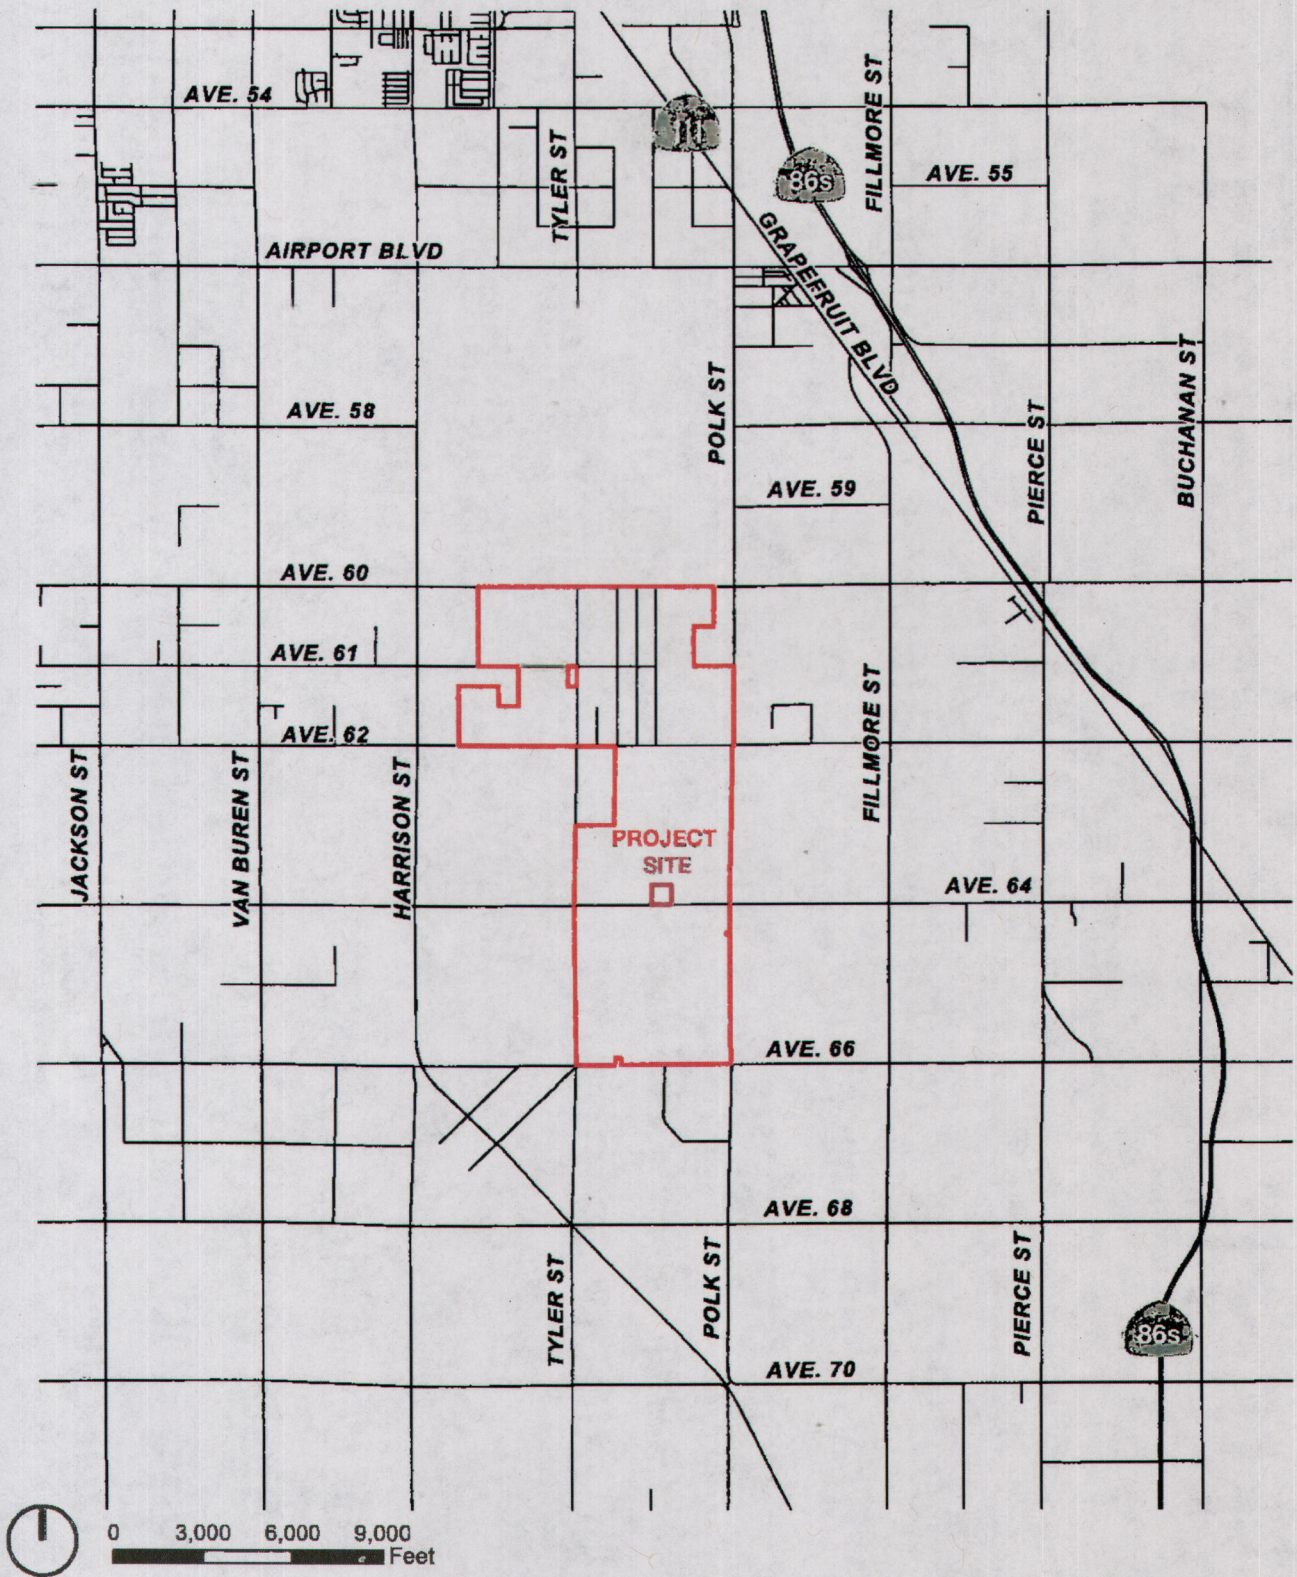 AVE. 54
FILLMORE ST
111
TYLER ST
86s
AVE. 55
AIRPORT BLVD
GRAPEFRUIT BLVD
BUCHANAN ST
POLK ST
AVE. 58
PIERCE ST
AVE. 59
AVE. 60
AVE. 61
FILLMORE ST
AVE. 62
JACKSON ST
VAN BUREN ST
HARRISON ST
PROJECT
SITE
AVE. 64
AVE. 66
AVE. 68
TYLER ST
POLK ST
PIERCE ST
86s
AVE. 70
0 3,000 6,000 9,000
Feet